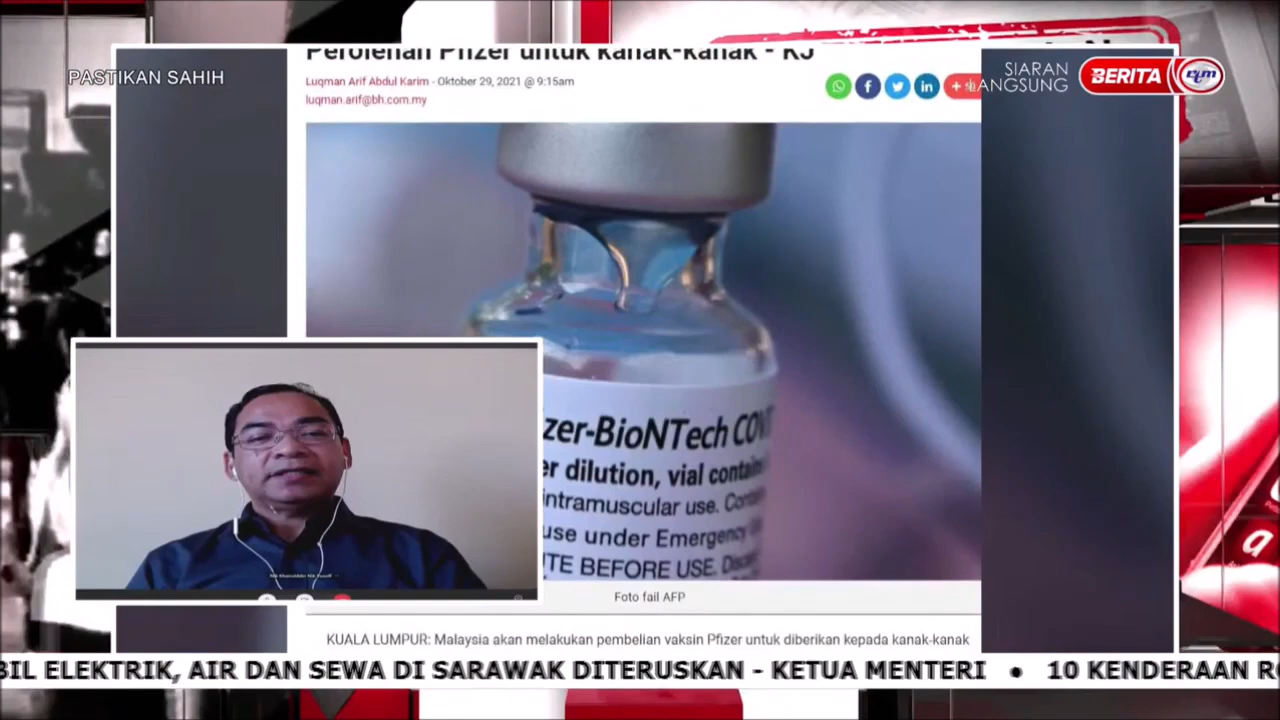 Perolehan Pfizer untuk kanak-kanak - KJ
PASTIKAN SAHIH
Luqman Arif Abdul Karim - Oktober 29, 2021 @ 9:15am
luqman.arif@bh.com.my
SIARAN
LANGSUNG
BERITA rtm
zer-BioNTech COV
er dilution, vial contains
intramuscular use. Conta
use under Emergency
TE BEFORE USE. Disca
Foto fail AFP
KUALA LUMPUR: Malaysia akan melakukan pembelian vaksin Pfizer untuk diberikan kepada kanak-kanak
BIL ELEKTRIK, AIR DAN SEWA DI SARAWAK DITERUSKAN - KETUA MENTERI • 10 KENDERAAN R